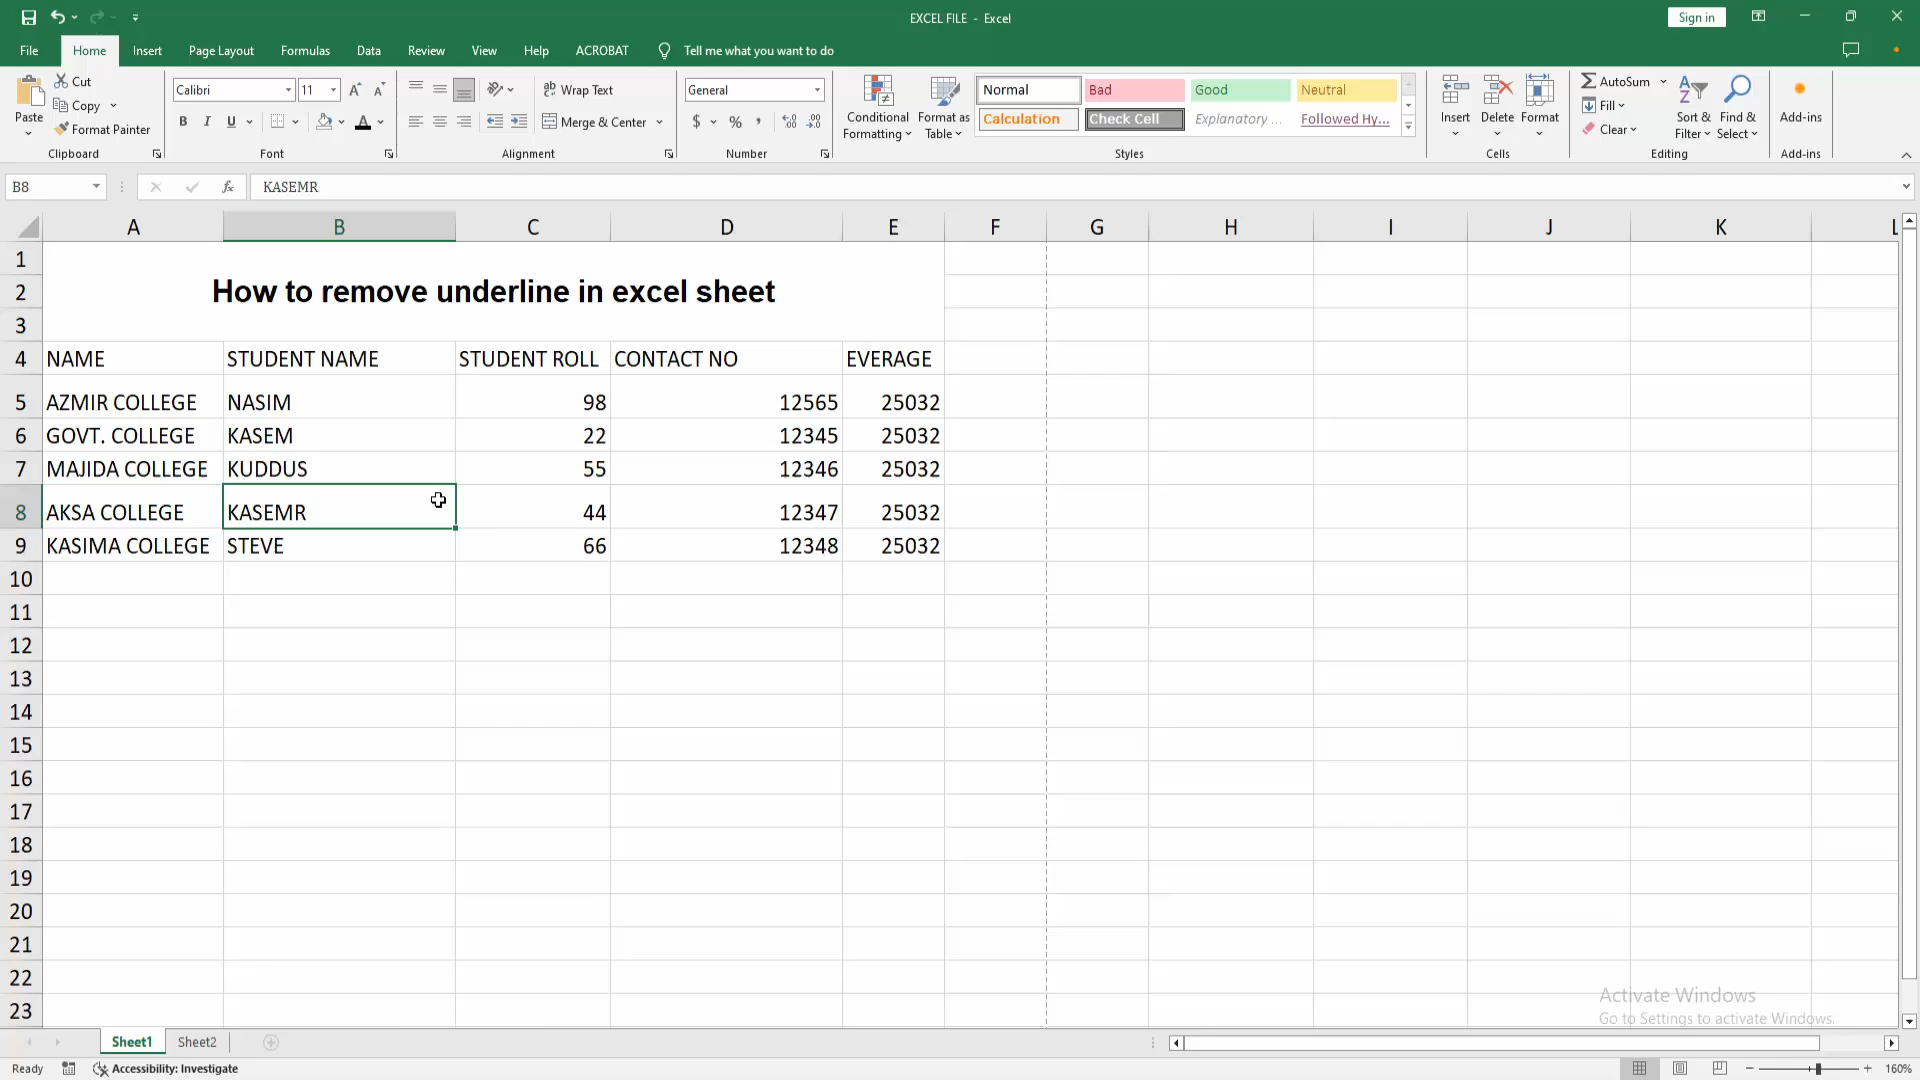 EXCEL FILE - Excel
Sign in
File Home Insert Page Layout Formulas Data Review View Help ACROBAT Tell me what you want to do
Paste
Cut
Copy
Format Painter
Clipboard
Calibri 11
B I U A
Font
Wrap Text
Merge & Center
Alignment
General
$ % ,
Number
Conditional Formatting
Format as Table
Normal Bad Good Neutral
Calculation Check Cell Explanatory ... Followed Hy...
Styles
Insert Delete Format
Cells
AutoSum
Fill
Clear
Sort & Filter
Find & Select
Editing
Add-ins
Add-ins
B8 fx KASEMR
A B C D E F G H I J K L
1
2 How to remove underline in excel sheet
3
4 NAME STUDENT NAME STUDENT ROLL CONTACT NO EVERAGE
5 AZMIR COLLEGE NASIM 98 12565 25032
6 GOVT. COLLEGE KASEM 22 12345 25032
7 MAJIDA COLLEGE KUDDUS 55 12346 25032
8 AKSA COLLEGE KASEMR 44 12347 25032
9 KASIMA COLLEGE STEVE 66 12348 25032
10
11
12
13
14
15
16
17
18
19
20
21
22
23
Activate Windows
Go to Settings to activate Windows.
Sheet1 Sheet2
Ready Accessibility: Investigate 160%